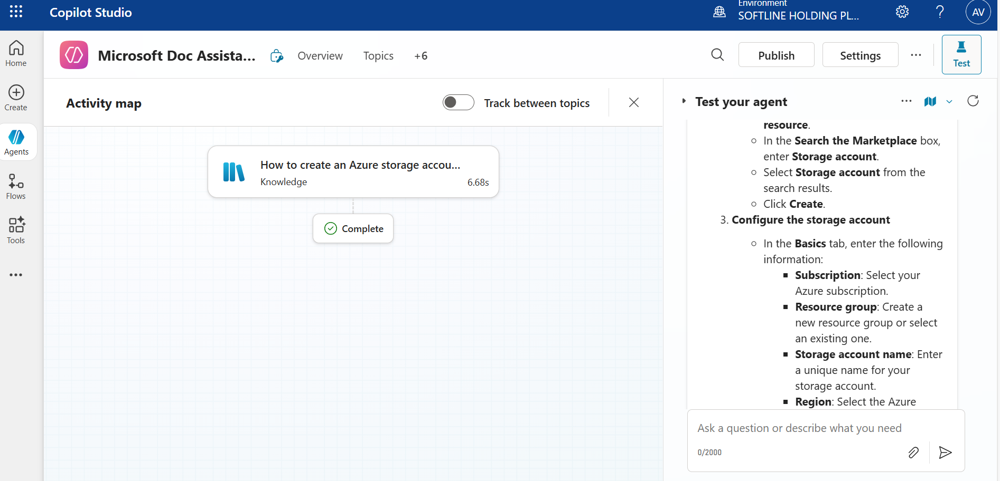 Copilot Studio
Environment
SOFTLINE HOLDING PL...
AV
Home
Create
Agents
Flows
Tools
Microsoft Doc Assista...
Overview
Topics
+6
Publish
Settings
Test
Activity map
Track between topics
How to create an Azure storage accou...
Knowledge
6.68s
Complete
Test your agent
resource.
In the Search the Marketplace box,
enter Storage account.
Select Storage account from the
search results.
Click Create.
3. Configure the storage account
In the Basics tab, enter the following
information:
Subscription: Select your
Azure subscription.
Resource group: Create a
new resource group or select
an existing one.
Storage account name: Enter
a unique name for your
storage account.
Region: Select the Azure
Ask a question or describe what you need
0/2000